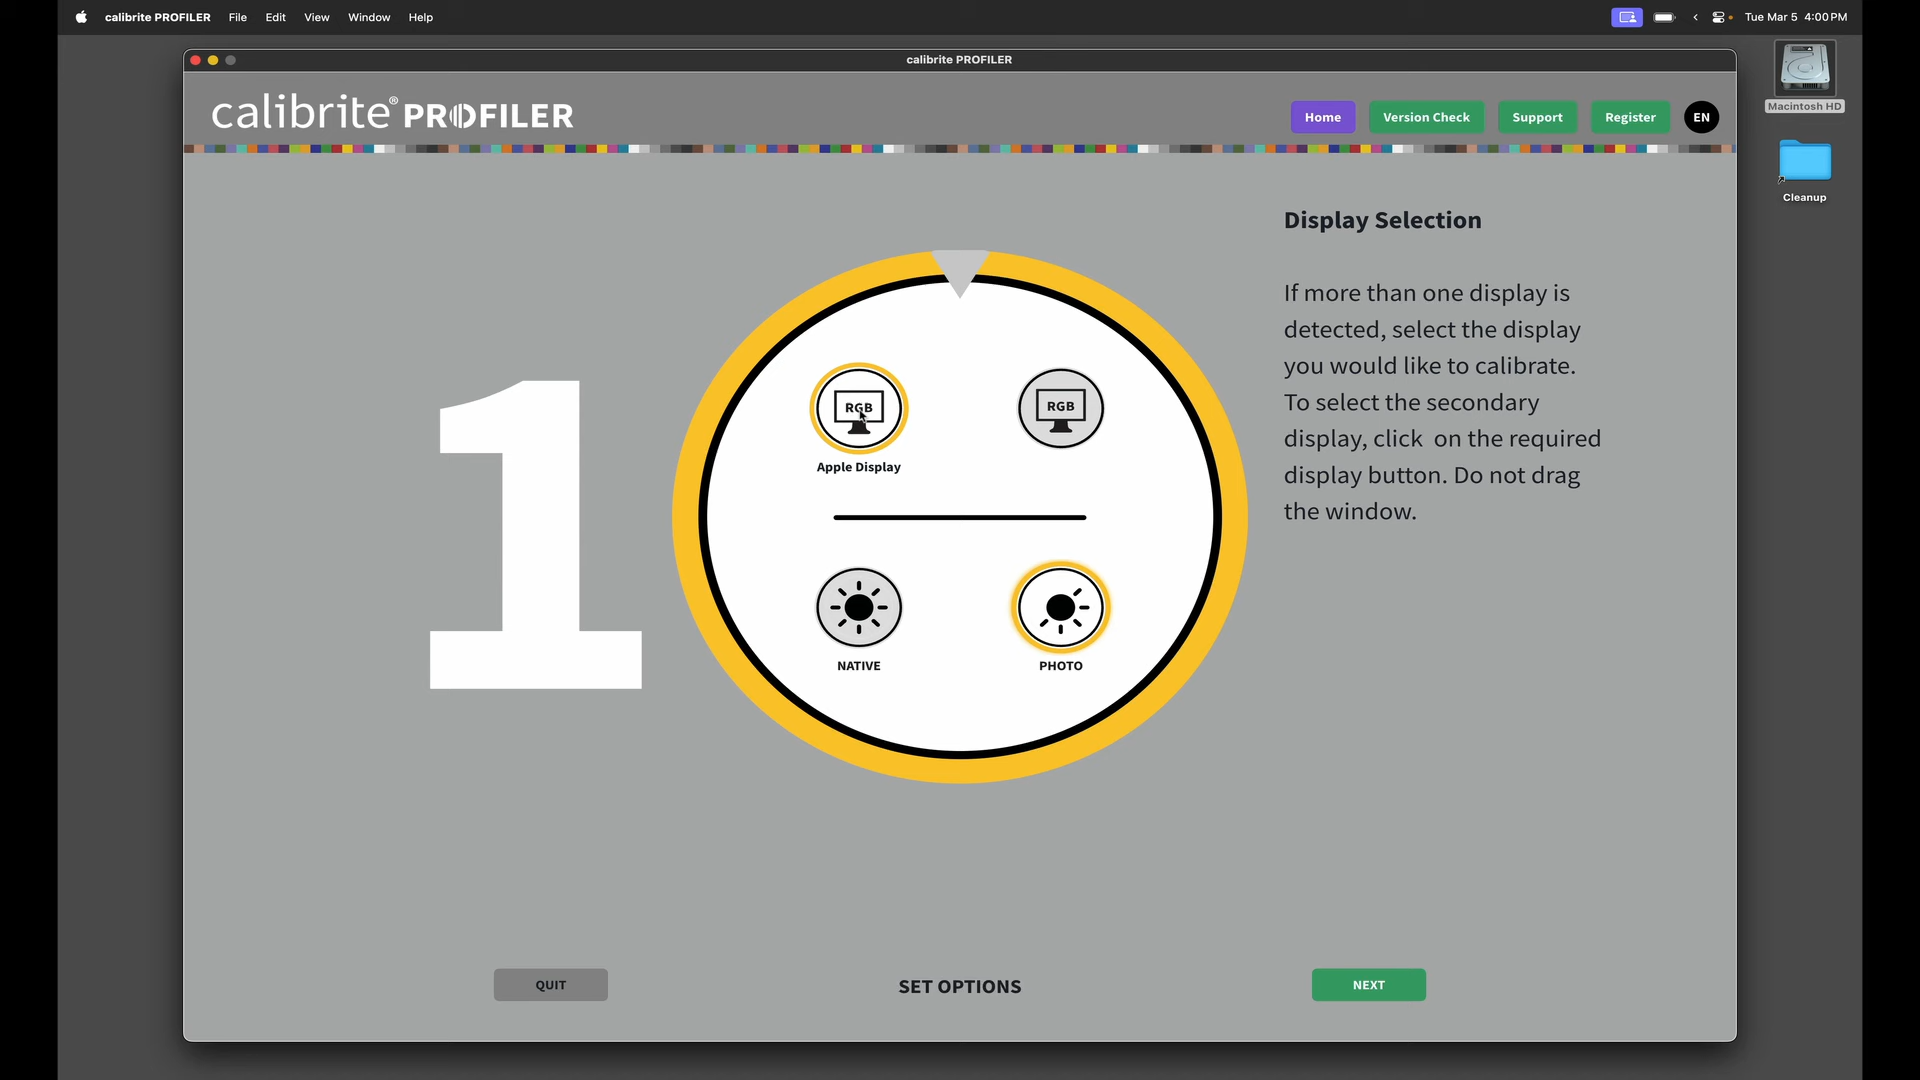 calibrite PROFILER File Edit View Window Help Tue Mar 5 4:00 PM
calibrite PROFILER
calibrite® PROFILER
Home Version Check Support Register EN
Macintosh HD
Cleanup
1
RGB
Apple Display
RGB
NATIVE
PHOTO
Display Selection
If more than one display is
detected, select the display
you would like to calibrate.
To select the secondary
display, click on the required
display button. Do not drag
the window.
QUIT
SET OPTIONS
NEXT